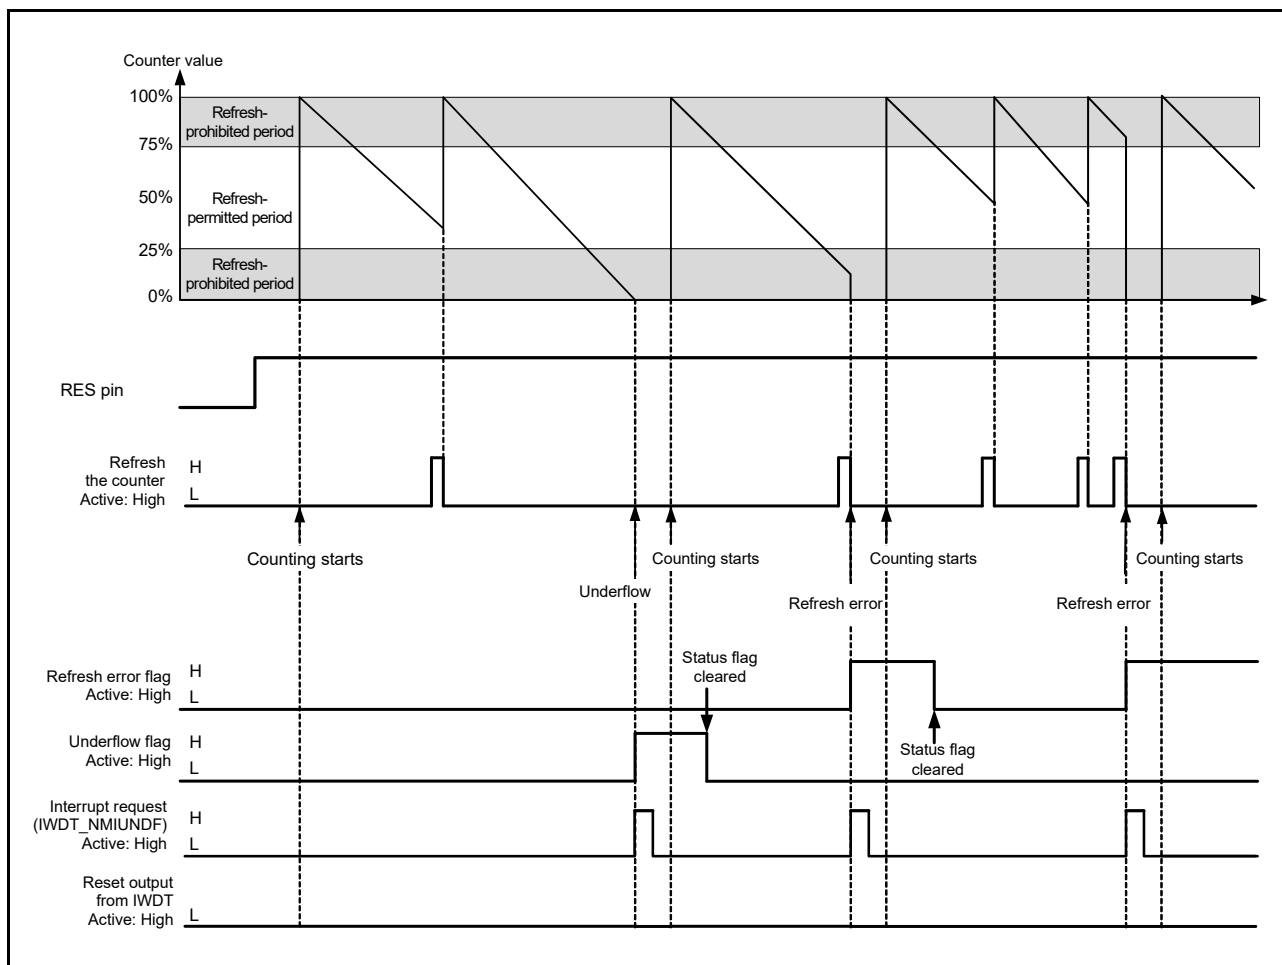 Counter value
100%
Refresh-
prohibited period
75%
50%
Refresh-
permitted period
25%
Refresh-
prohibited period
0%
RES pin
Refresh
the counter
Active: High
H
L
Counting starts
Counting starts
Counting starts
Counting starts
Underflow
Refresh error
Refresh error
Refresh error flag
Active: High
H
L
Status flag
cleared
Underflow flag
Active: High
H
L
Status flag
cleared
Interrupt request
(IWDT_NMIUNDF)
Active: High
H
L
Reset output
from IWDT
Active: High
L